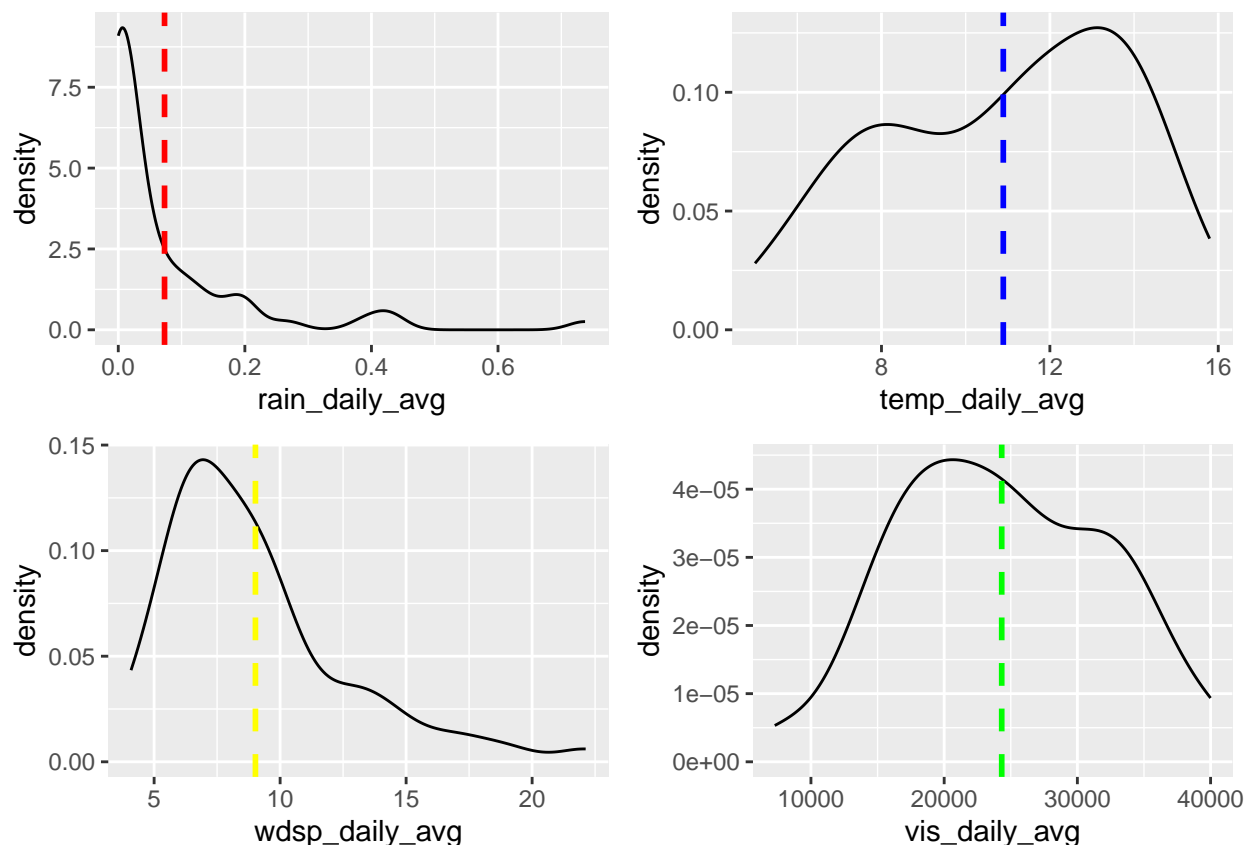 density
7.5
5.0
2.5
0.0
0.0 0.2 0.4 0.6
rain_daily_avg
density
0.10
0.05
0.00
8 12 16
temp_daily_avg
density
0.15
0.10
0.05
0.00
5 10 15 20
wdsp_daily_avg
density
4e−05
3e−05
2e−05
1e−05
0e+00
10000 20000 30000 40000
vis_daily_avg